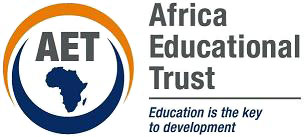 AET
Africa
Educational
Trust
Education is the key
to development